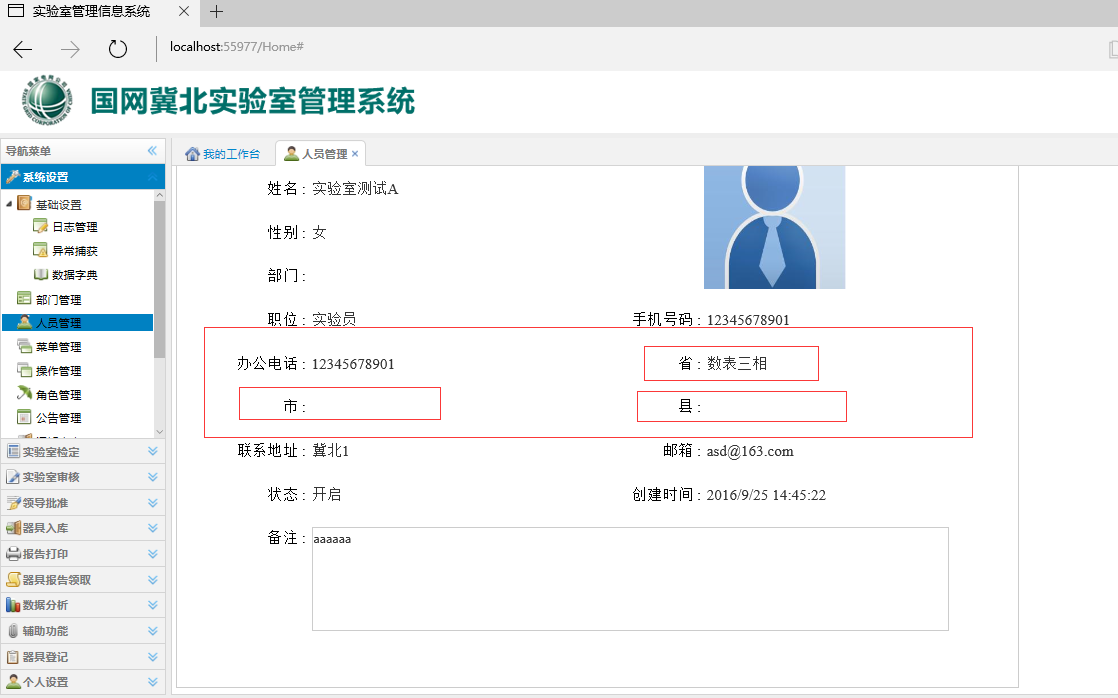 实验室管理信息系统
localhost:55977/Home#
国网冀北实验室管理系统
导航菜单
系统设置
基础设置
日志管理
异常捕获
数据字典
部门管理
人员管理
菜单管理
操作管理
角色管理
公告管理
实验室检定
实验室审核
领导批准
器具入库
报告打印
器具报告领取
数据分析
辅助功能
器具登记
个人设置
我的工作台
人员管理
姓名 : 实验室测试A
性别 : 女
部门 :
职位 : 实验员 手机号码 : 12345678901
办公电话 : 12345678901 省 : 数表三相
市 : 县 :
联系地址 : 冀北1 邮箱 : asd@163.com
状态 : 开启 创建时间 : 2016/9/25 14:45:22
备注 : aaaaaa